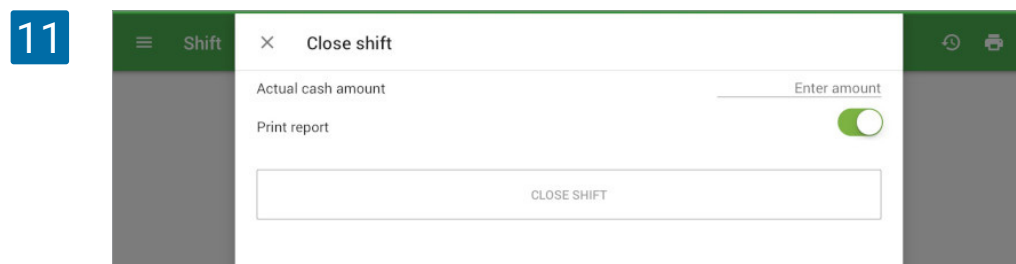 11
Shift
Close shift
Actual cash amount
Enter amount
Print report
CLOSE SHIFT